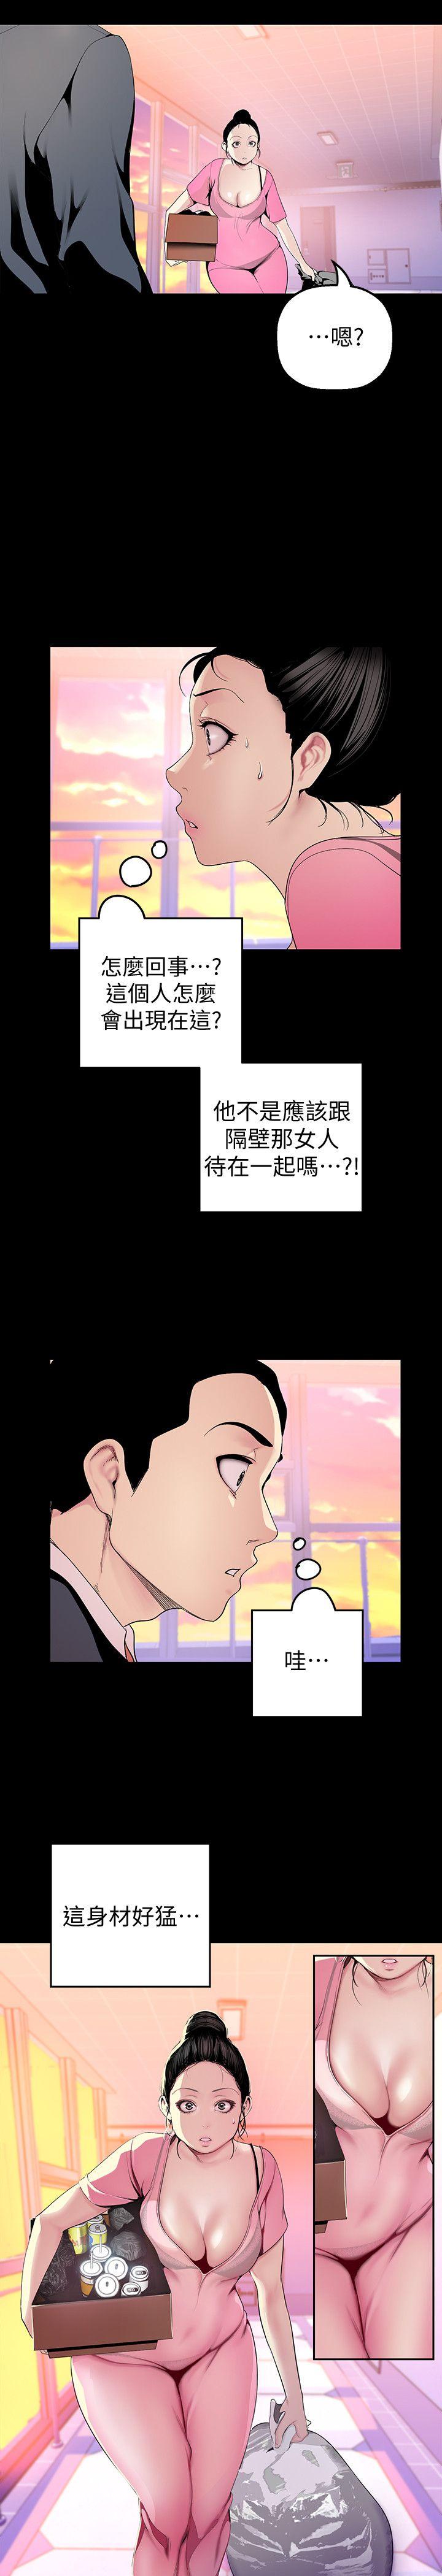 ⋯嗯?
怎麼回事⋯?
這個人怎麼
會出現在這?
他不是應該跟
隔壁那女人
待在一起嗎⋯?!
哇⋯
這身材好猛⋯